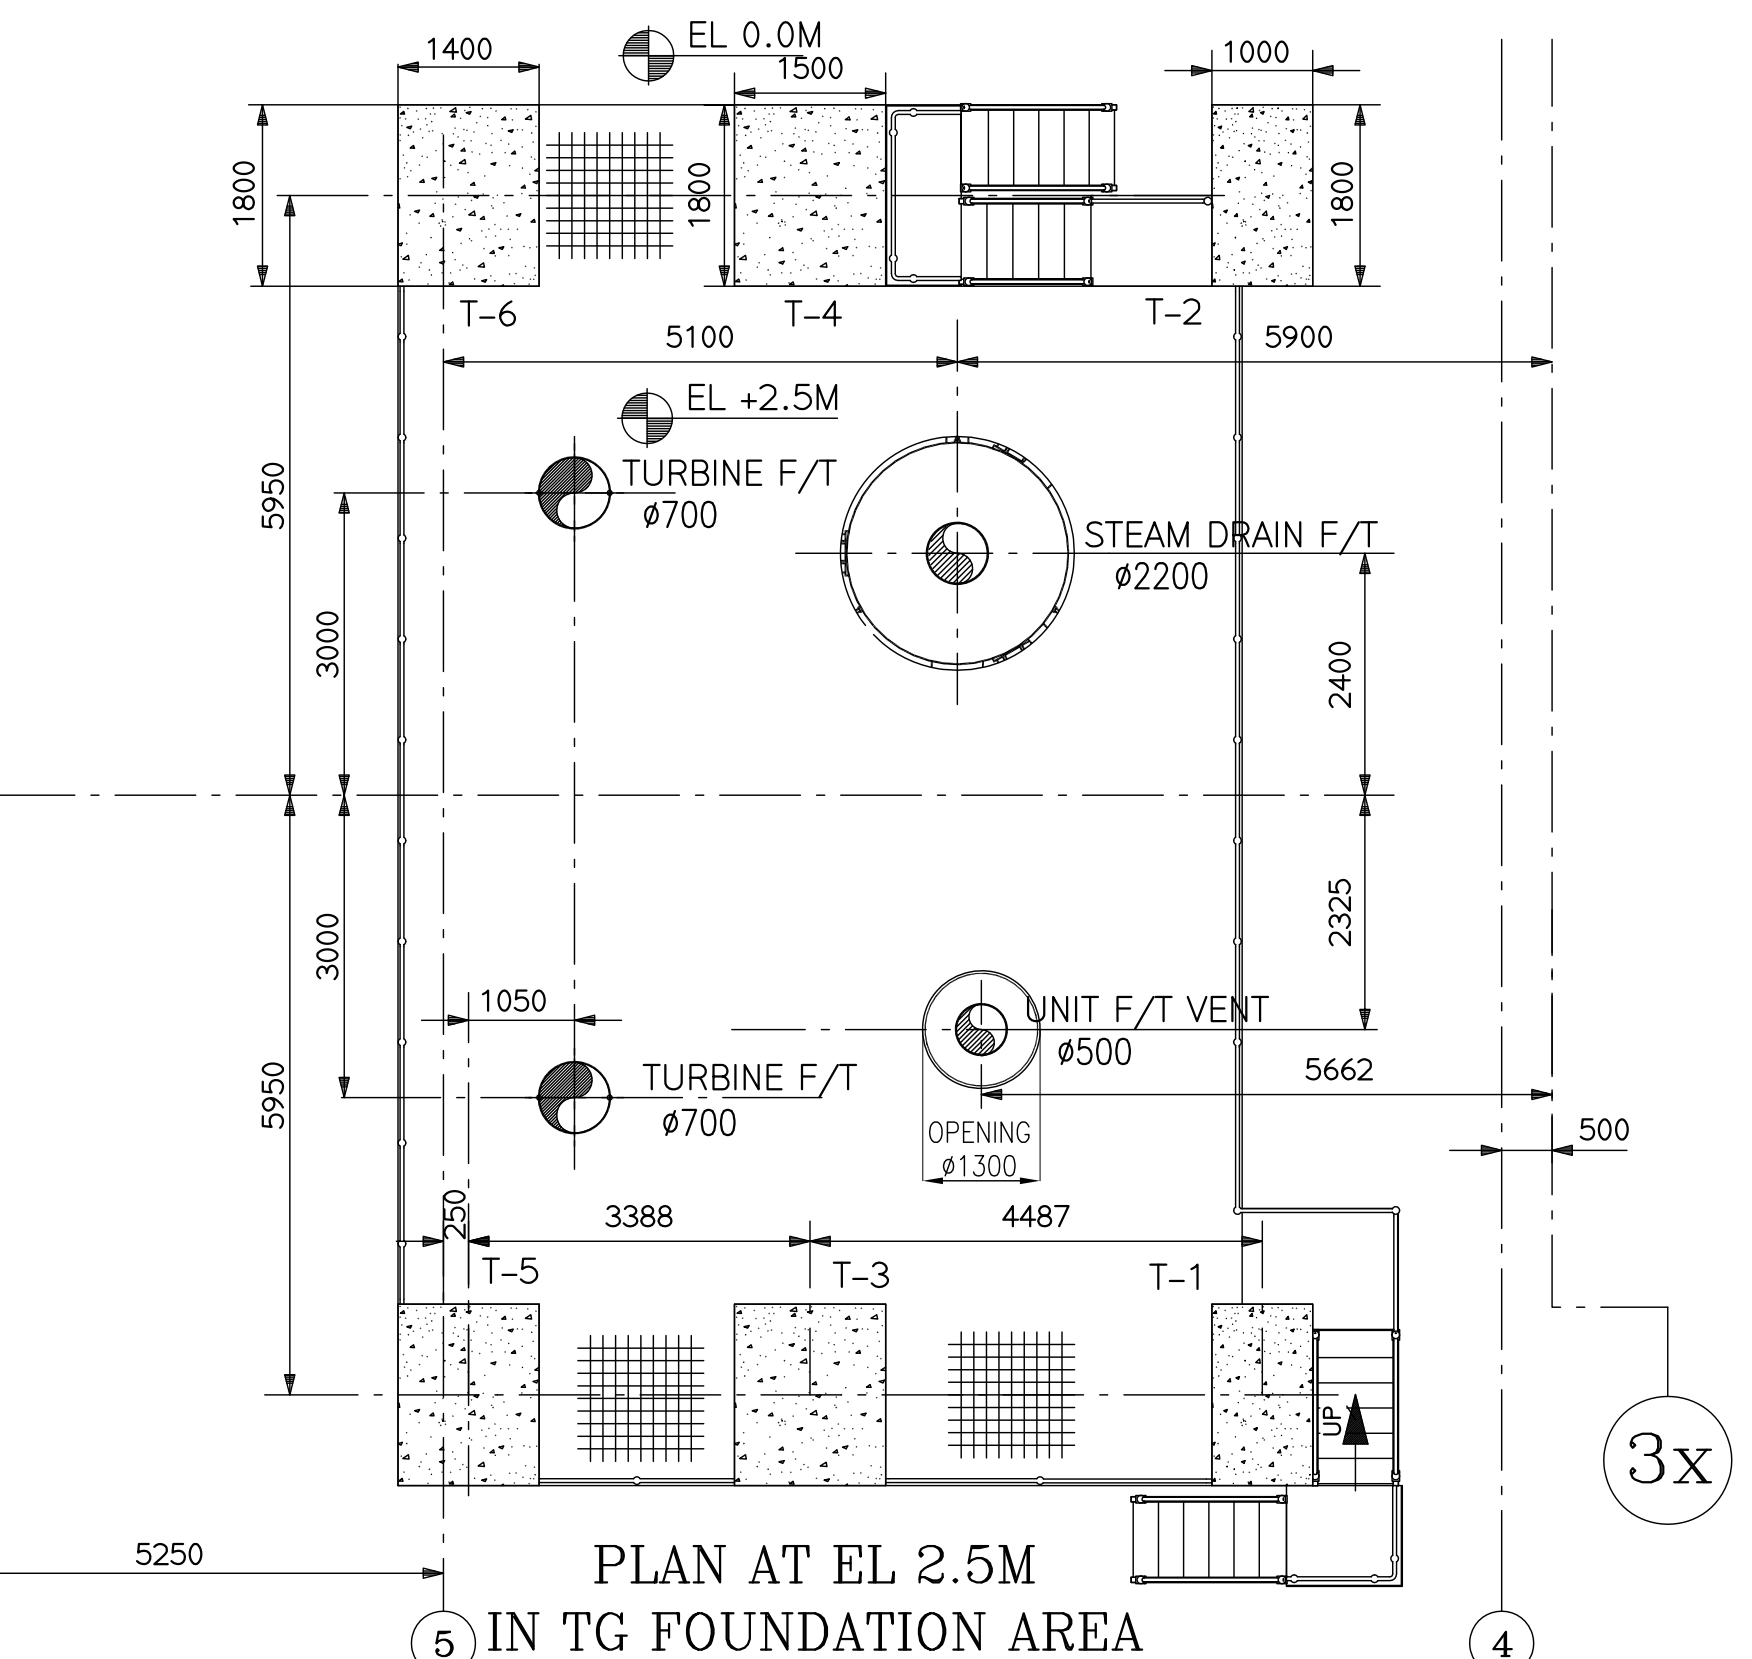 EL 0.0M
1400
1500
1000
1800
1800
1800
T-6
T-4
T-2
5100
5900
EL +2.5M
TURBINE F/T
ø700
5950
STEAM DRAIN F/T
ø2200
3000
2400
2325
3000
1050
UNIT F/T VENT
ø500
5662
TURBINE F/T
ø700
5950
OPENING
ø1300
500
250
3388
4487
T-5
T-3
T-1
UP
3x
5250
PLAN AT EL 2.5M
IN TG FOUNDATION AREA
5
4